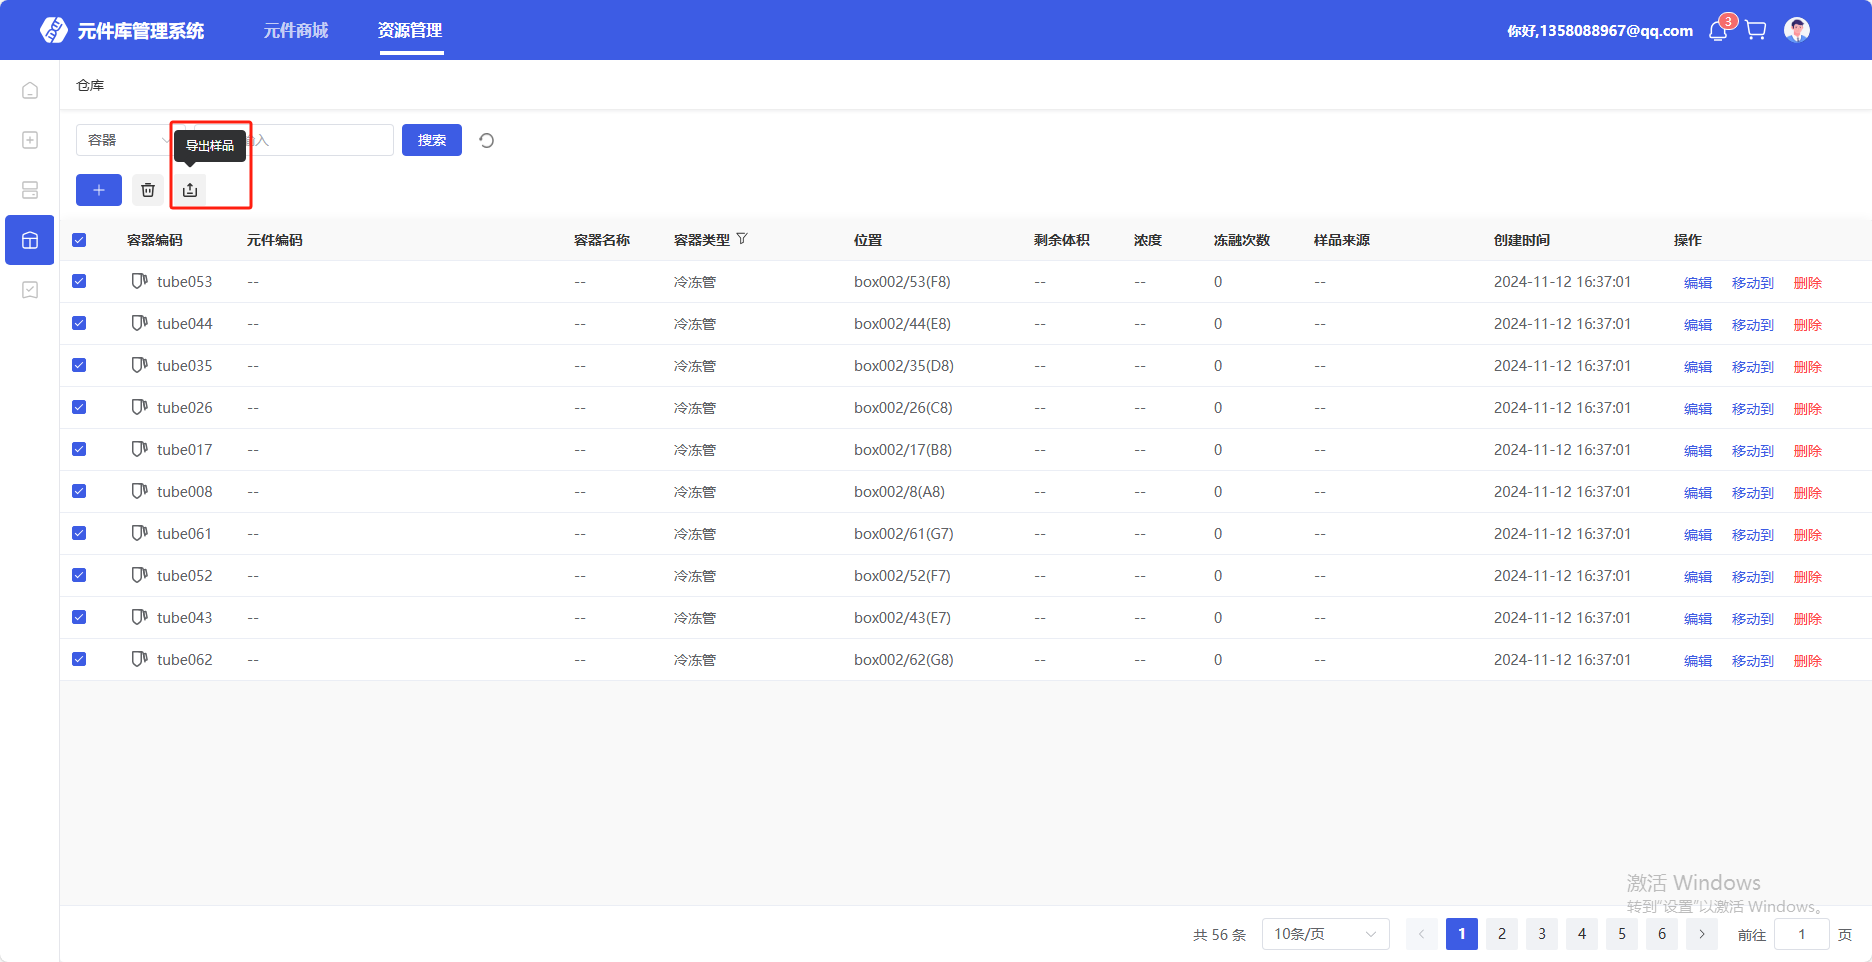 元件库管理系统 元件商城 资源管理 你好,1358088967@qq.com 3
仓库
容器 导出样品 输入 搜索
容器编码 元件编码 容器名称 容器类型 位置 剩余体积 浓度 冻融次数 样品来源 创建时间 操作
tube053 -- -- 冷冻管 box002/53(F8) -- -- 0 -- 2024-11-12 16:37:01 编辑 移动到 删除
tube044 -- -- 冷冻管 box002/44(E8) -- -- 0 -- 2024-11-12 16:37:01 编辑 移动到 删除
tube035 -- -- 冷冻管 box002/35(D8) -- -- 0 -- 2024-11-12 16:37:01 编辑 移动到 删除
tube026 -- -- 冷冻管 box002/26(C8) -- -- 0 -- 2024-11-12 16:37:01 编辑 移动到 删除
tube017 -- -- 冷冻管 box002/17(B8) -- -- 0 -- 2024-11-12 16:37:01 编辑 移动到 删除
tube008 -- -- 冷冻管 box002/8(A8) -- -- 0 -- 2024-11-12 16:37:01 编辑 移动到 删除
tube061 -- -- 冷冻管 box002/61(G7) -- -- 0 -- 2024-11-12 16:37:01 编辑 移动到 删除
tube052 -- -- 冷冻管 box002/52(F7) -- -- 0 -- 2024-11-12 16:37:01 编辑 移动到 删除
tube043 -- -- 冷冻管 box002/43(E7) -- -- 0 -- 2024-11-12 16:37:01 编辑 移动到 删除
tube062 -- -- 冷冻管 box002/62(G8) -- -- 0 -- 2024-11-12 16:37:01 编辑 移动到 删除
激活 Windows
转到“设置”以激活 Windows。
共 56 条 10条/页 1 2 3 4 5 6 前往 1 页